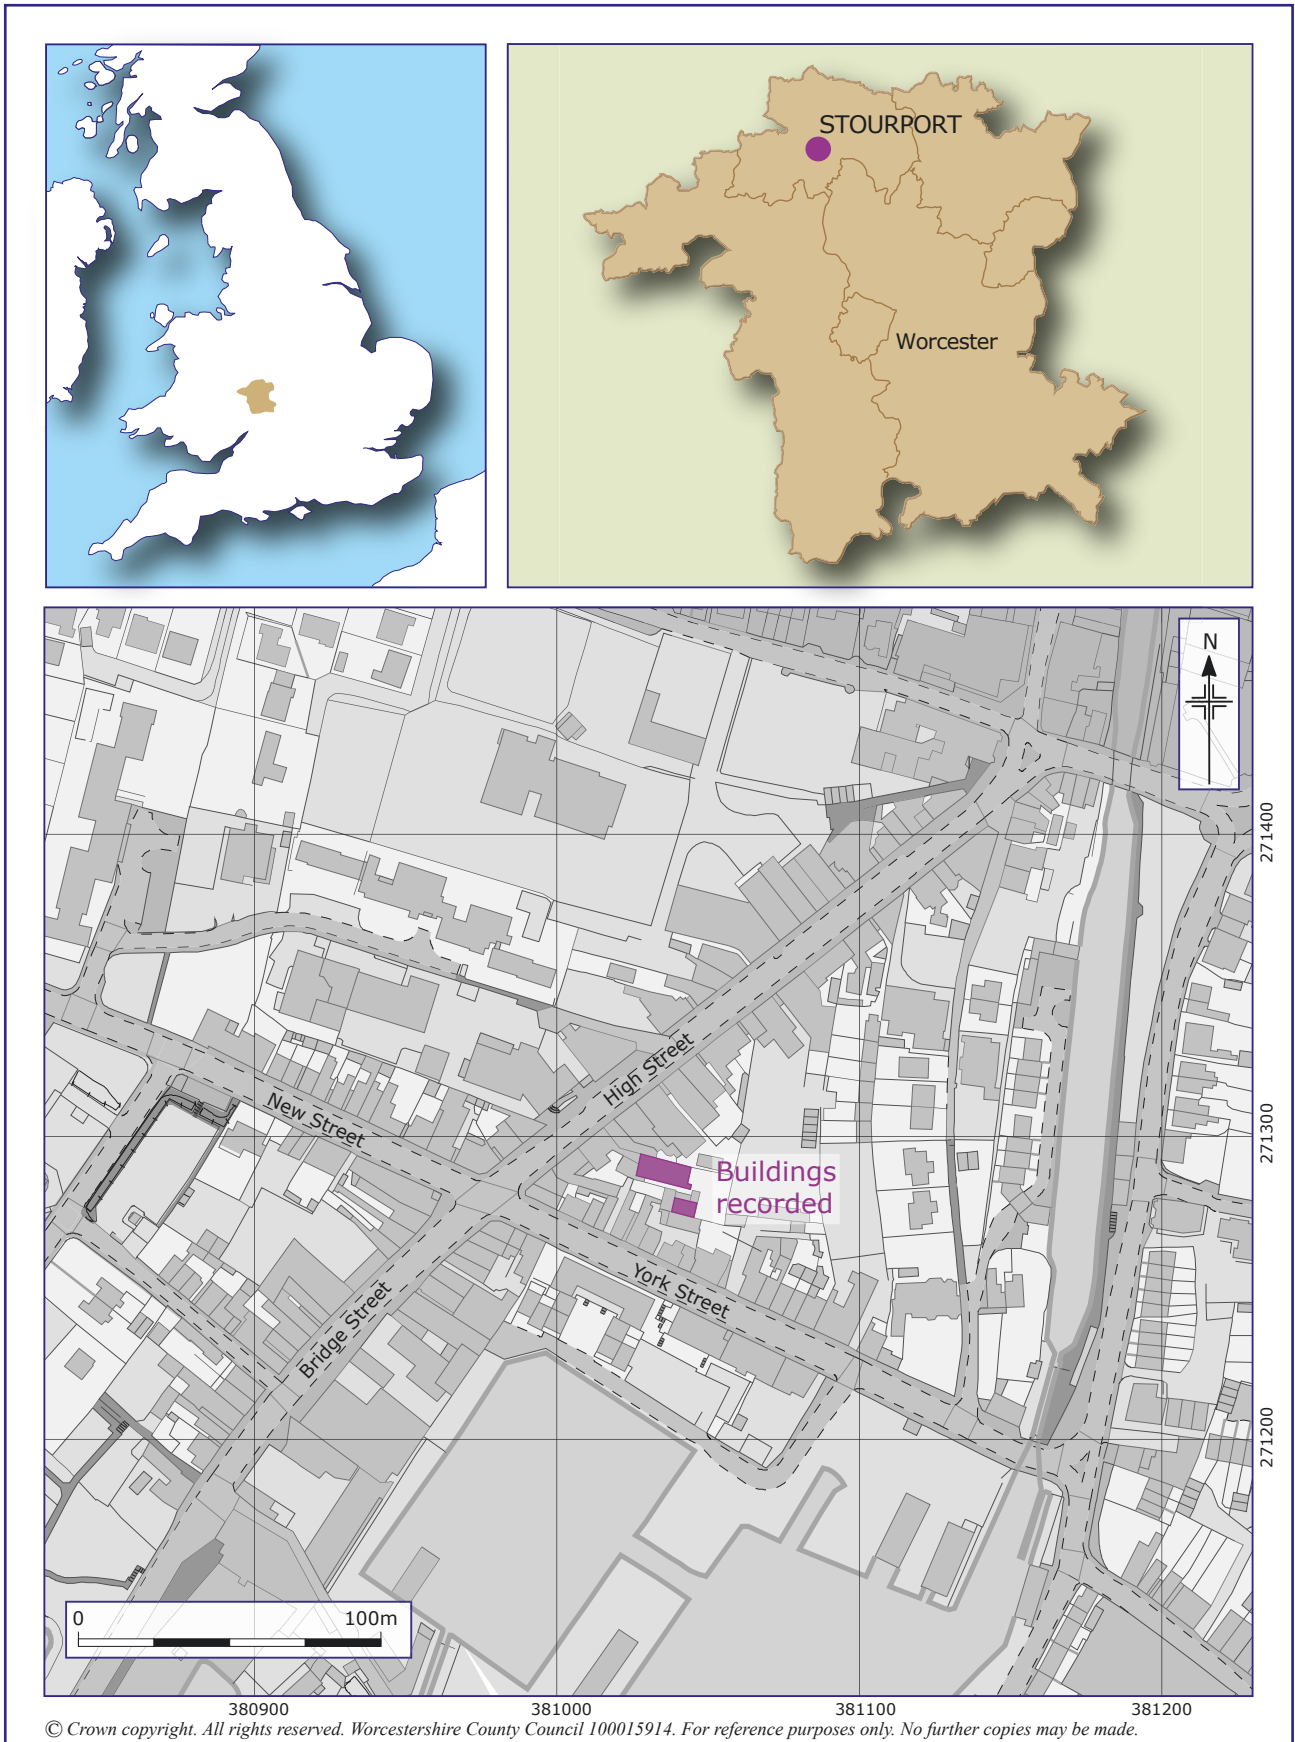 STOURPORT
Worcester
N
High Street
New Street
Buildings
recorded
York Street
Bridge Street
271400
271300
271200
0 100m
380900 381000 381100 381200
© Crown copyright. All rights reserved. Worcestershire County Council 100015914. For reference purposes only. No further copies may be made.